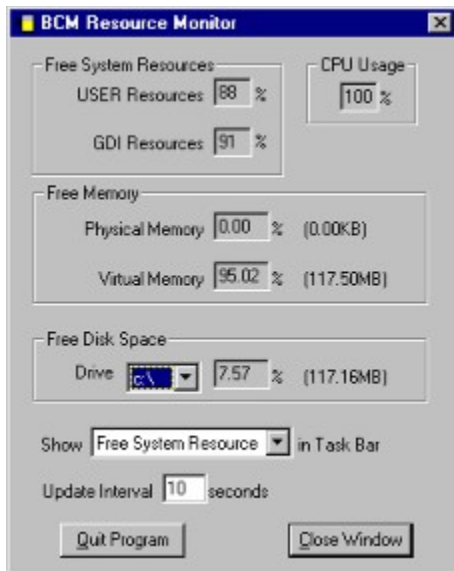 BCM Resource Monitor
Free System Resources
USER Resources 88 %
GDI Resources 91 %
CPU Usage
100 %
Free Memory
Physical Memory 0.00 % (0.00KB)
Virtual Memory 95.02 % (117.50MB)
Free Disk Space
Drive c:\ 7.57 % (117.16MB)
Show Free System Resource in Task Bar
Update Interval 10 seconds
Quit Program Close Window